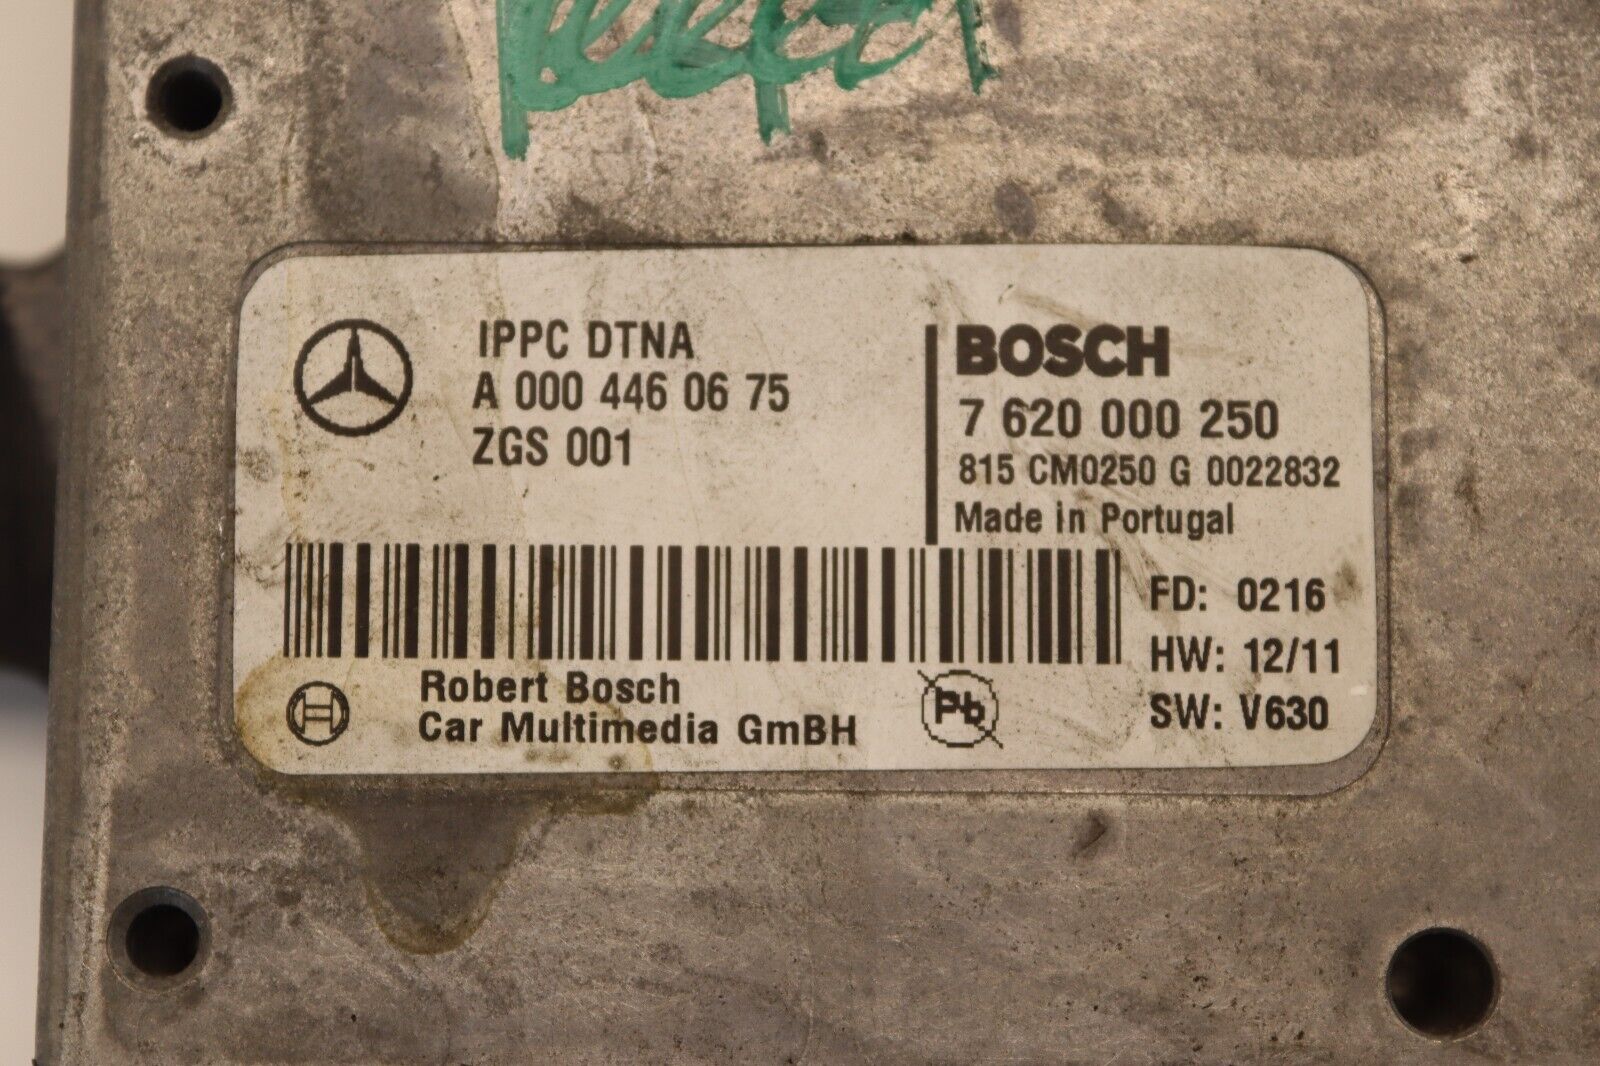 IPPC DTNA
A 000 446 06 75
ZGS 001
BOSCH
7 620 000 250
815 CM0250 G 0022832
Made in Portugal
FD: 0216
HW: 12/11
SW: V630
Robert Bosch
Car Multimedia GmBH
Pb